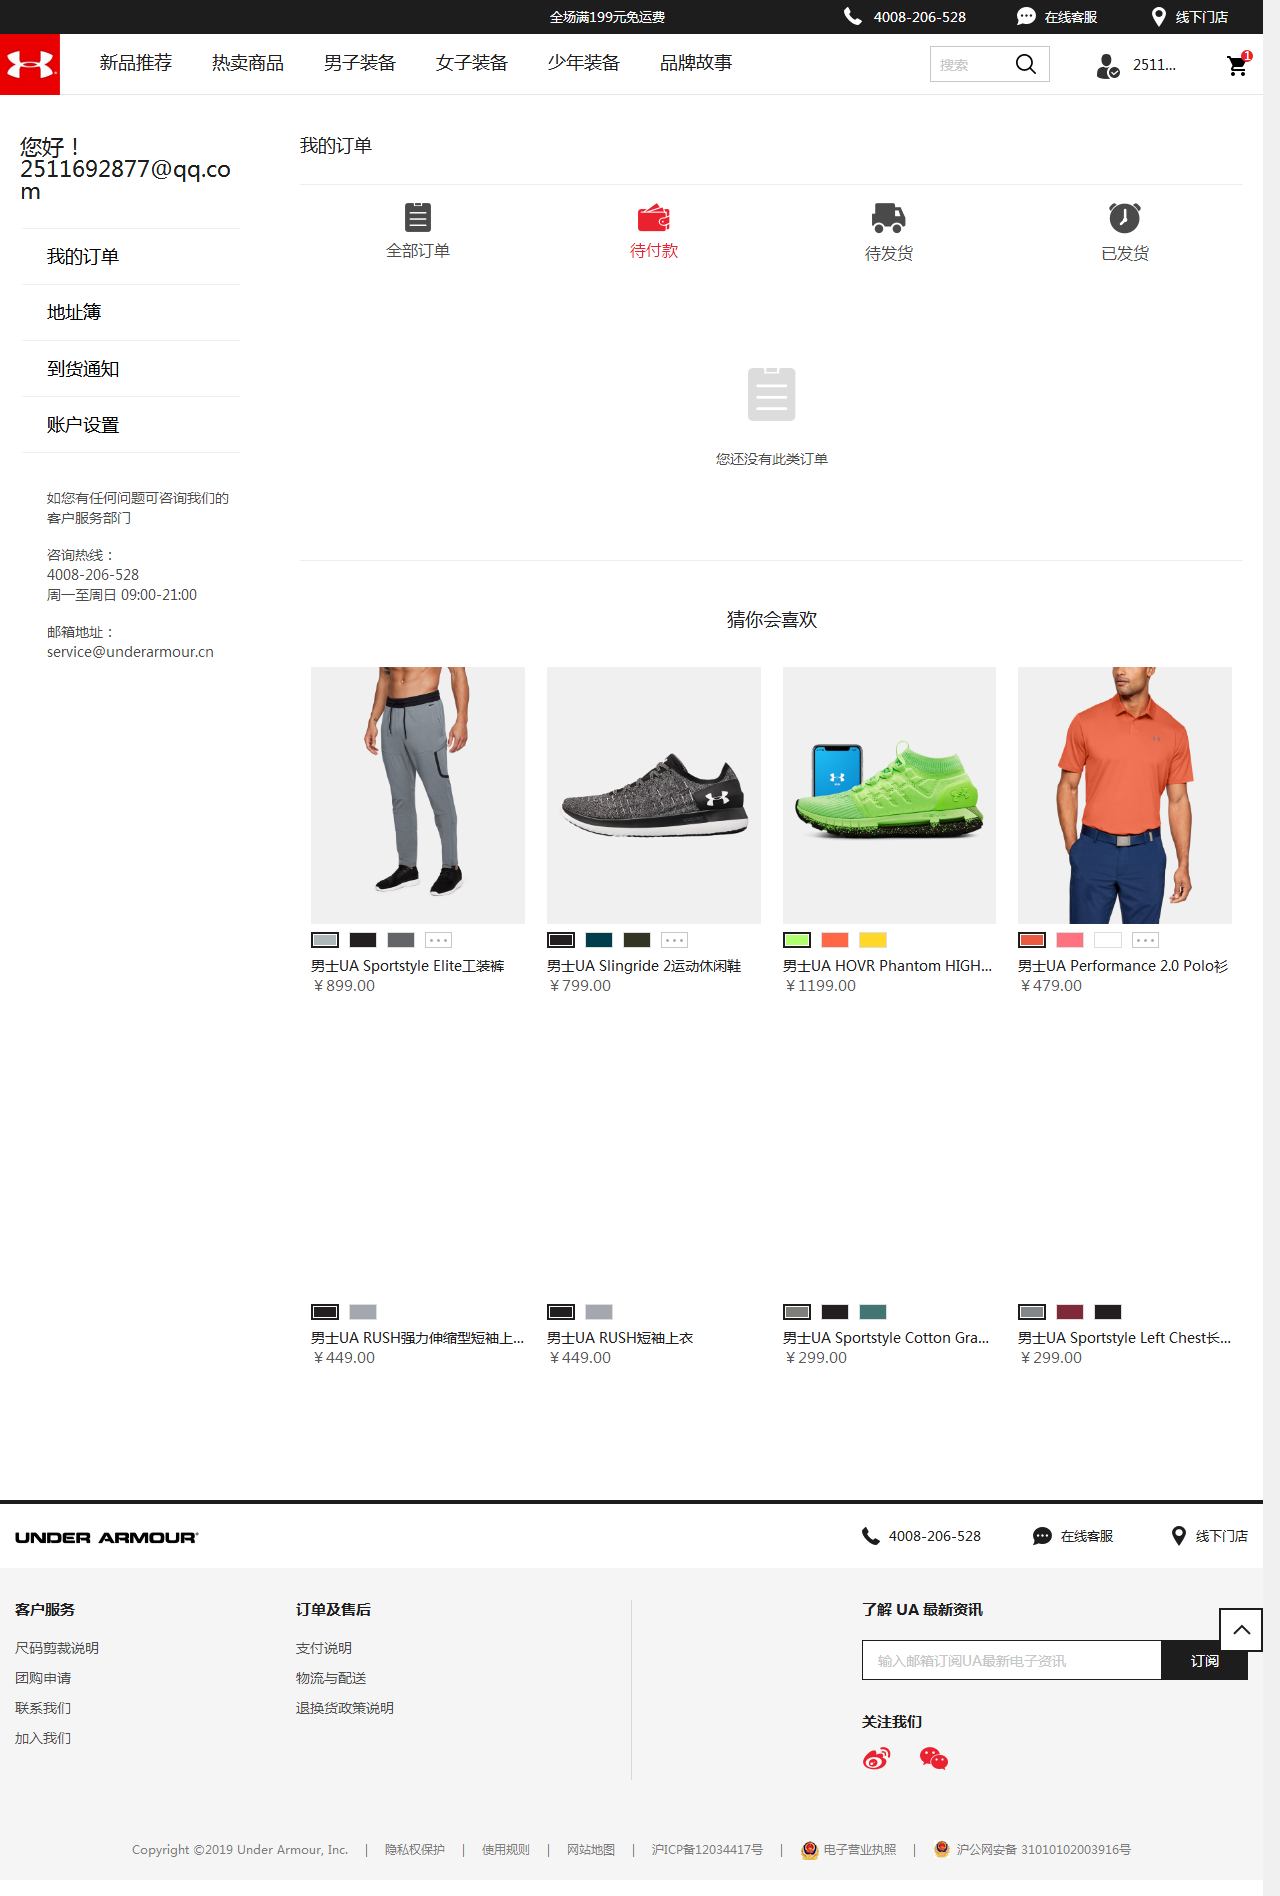 全场满199元免运费
4008-206-528
在线客服
线下门店
新品推荐
热卖商品
男子装备
女子装备
少年装备
品牌故事
搜索
2511...
1
您好！
2511692877@qq.co
m
我的订单
地址簿
到货通知
账户设置
如您有任何问题可咨询我们的
客户服务部门
咨询热线：
4008-206-528
周一至周日 09:00-21:00
邮箱地址：
service@underarmour.cn
我的订单
全部订单
待付款
待发货
已发货
您还没有此类订单
猜你会喜欢
男士UA Sportstyle Elite工装裤
￥899.00
男士UA Slingride 2运动休闲鞋
￥799.00
男士UA HOVR Phantom HIGH...
￥1199.00
男士UA Performance 2.0 Polo衫
￥479.00
男士UA RUSH强力伸缩型短袖上...
￥449.00
男士UA RUSH短袖上衣
￥449.00
男士UA Sportstyle Cotton Gra...
￥299.00
男士UA Sportstyle Left Chest长...
￥299.00
UNDER ARMOUR
4008-206-528
在线客服
线下门店
客户服务
尺码剪裁说明
团购申请
联系我们
加入我们
订单及售后
支付说明
物流与配送
退换货政策说明
了解 UA 最新资讯
输入邮箱订阅UA最新电子资讯
订阅
关注我们
Copyright ©2019 Under Armour, Inc. | 隐私权保护 | 使用规则 | 网站地图 | 沪ICP备12034417号 | 电子营业执照 | 沪公网安备 31010102003916号